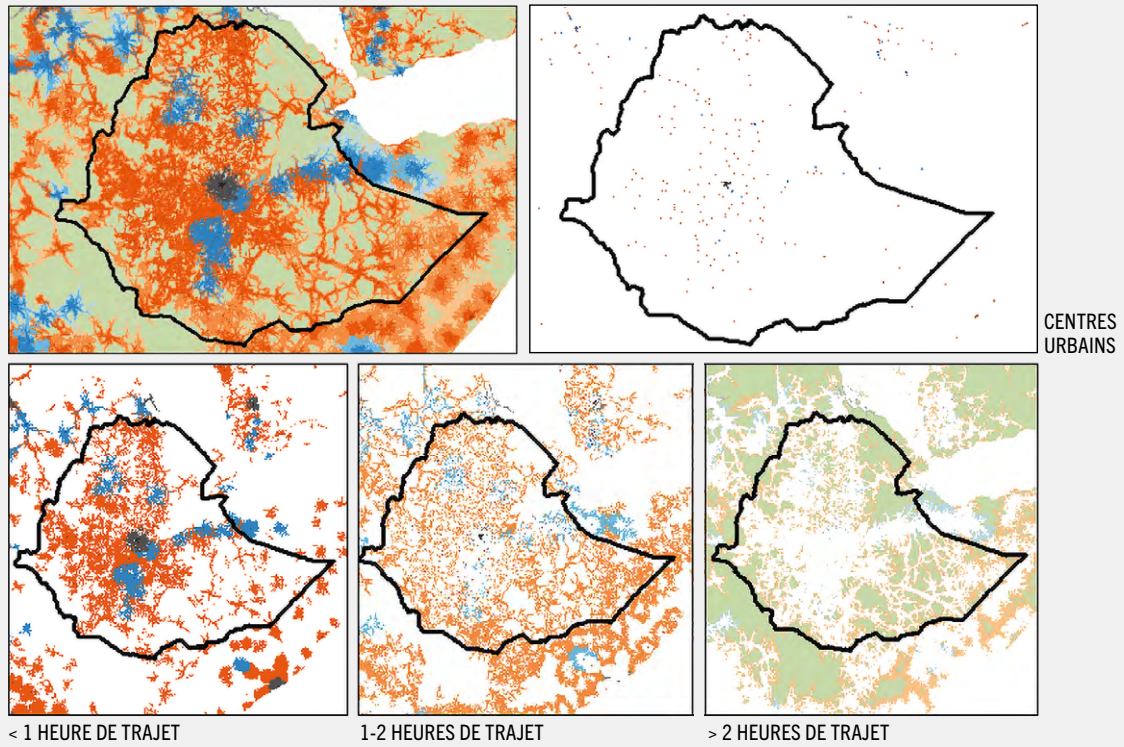 CENTRES
URBAINS
< 1 HEURE DE TRAJET
1-2 HEURES DE TRAJET
> 2 HEURES DE TRAJET